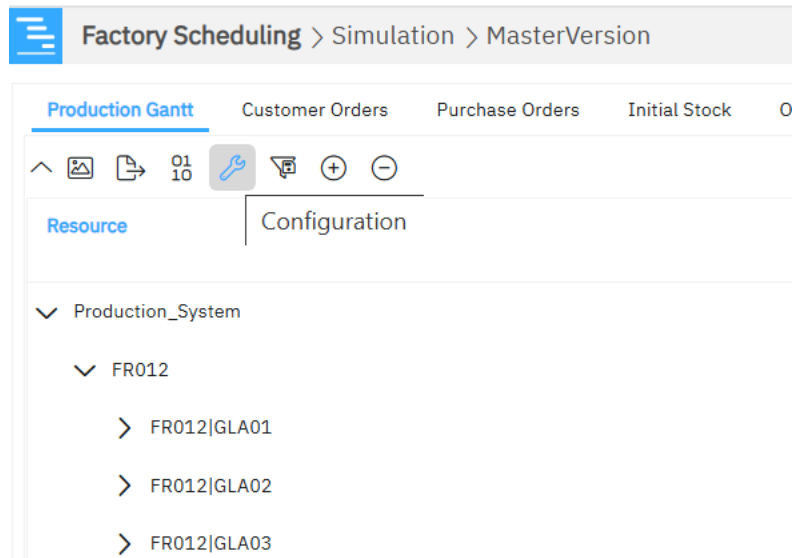 Factory Scheduling > Simulation > MasterVersion
Production Gantt Customer Orders Purchase Orders Initial Stock O
01
10
Configuration
Resource
Production_System
FR012
FR012|GLA01
FR012|GLA02
FR012|GLA03